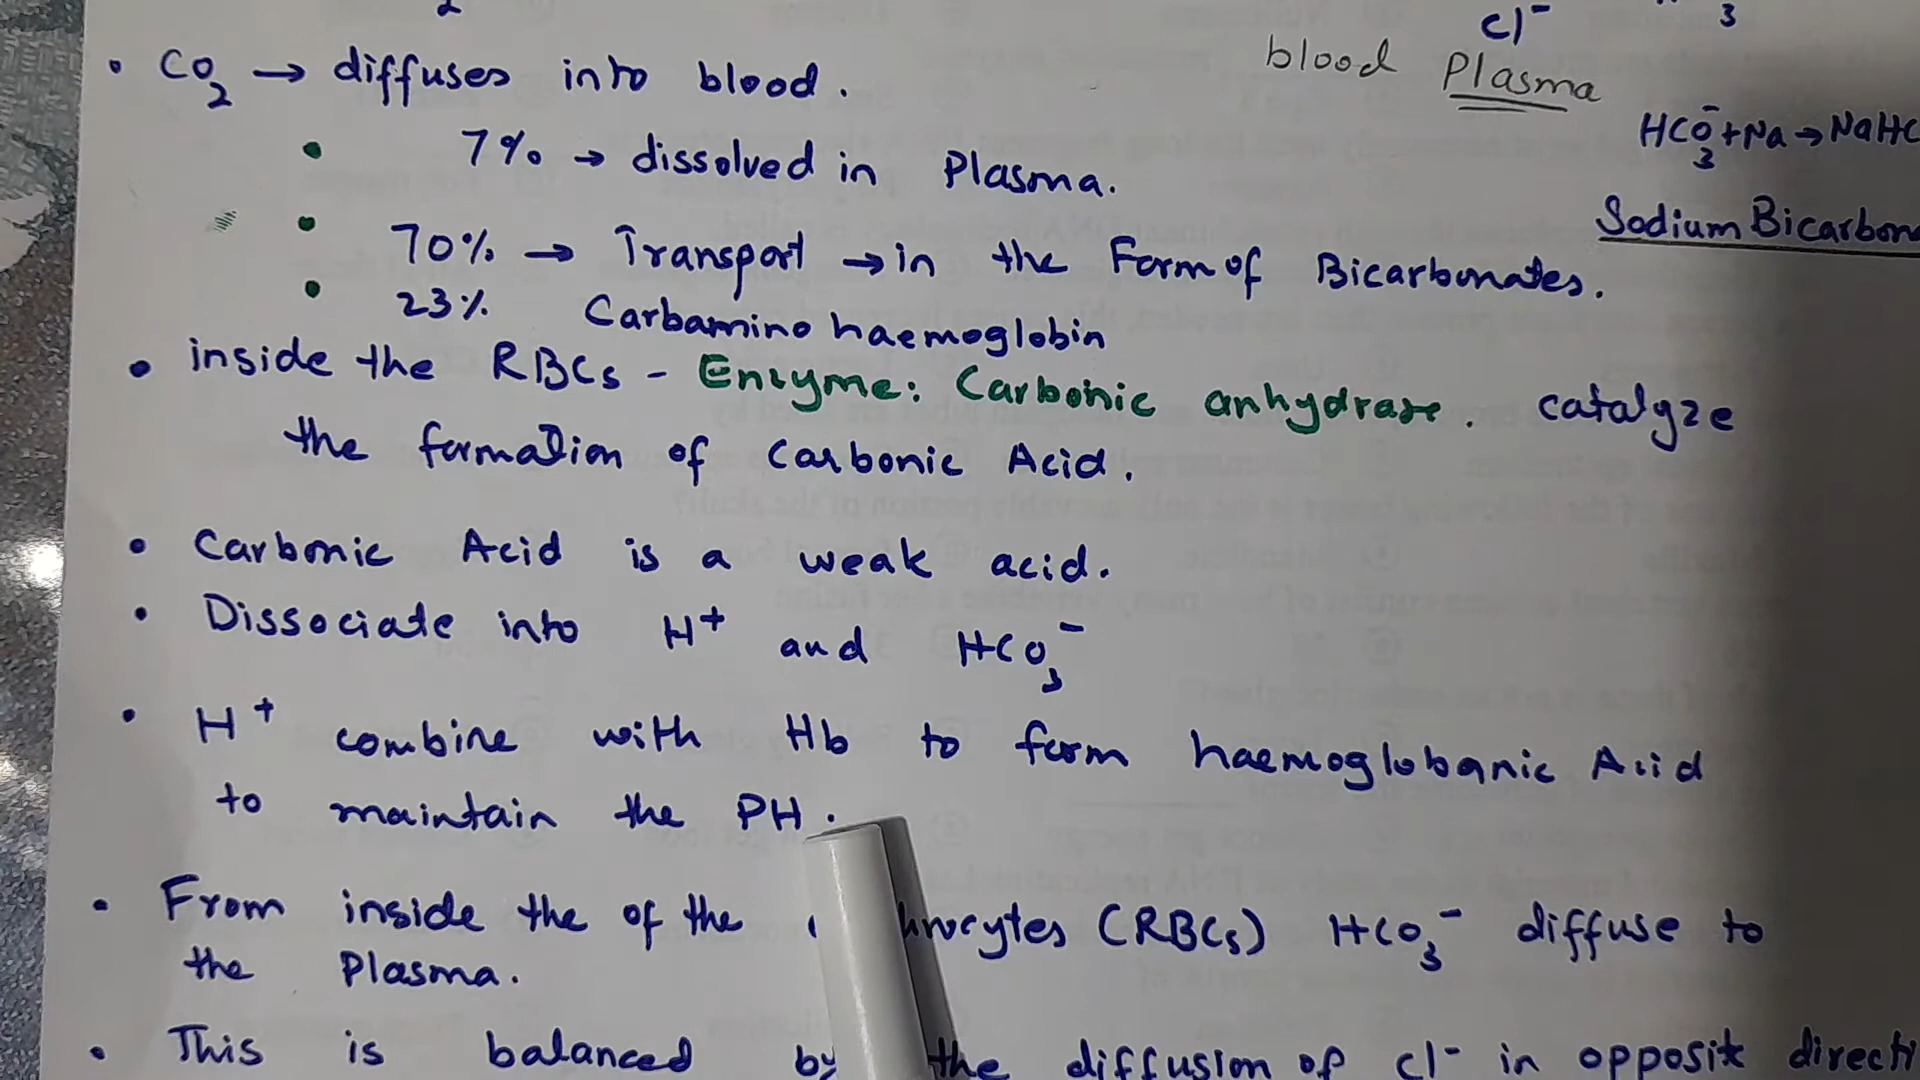 Cl⁻
3
blood Plasma
HCO₃⁻+Na→NaHC
Sodium Bicarbon
• CO₂ → diffuses into blood.
• 7% → dissolved in Plasma.
• 70% → Transport → in the Form of Bicarbonates.
• 23% Carbamino haemoglobin
• inside the RBCs - Enzyme: Carbonic anhydrase. catalyze
the formation of Carbonic Acid.
• Carbonic Acid is a weak acid.
• Dissociate into H⁺ and HCO₃⁻
• H⁺ combine with Hb to form haemoglobanic Acid
to maintain the PH.
• From inside the of the hrocytes (RBCs) HCO₃⁻ diffuse to
the Plasma.
• This is balanced by the diffusion of Cl⁻ in opposit directi